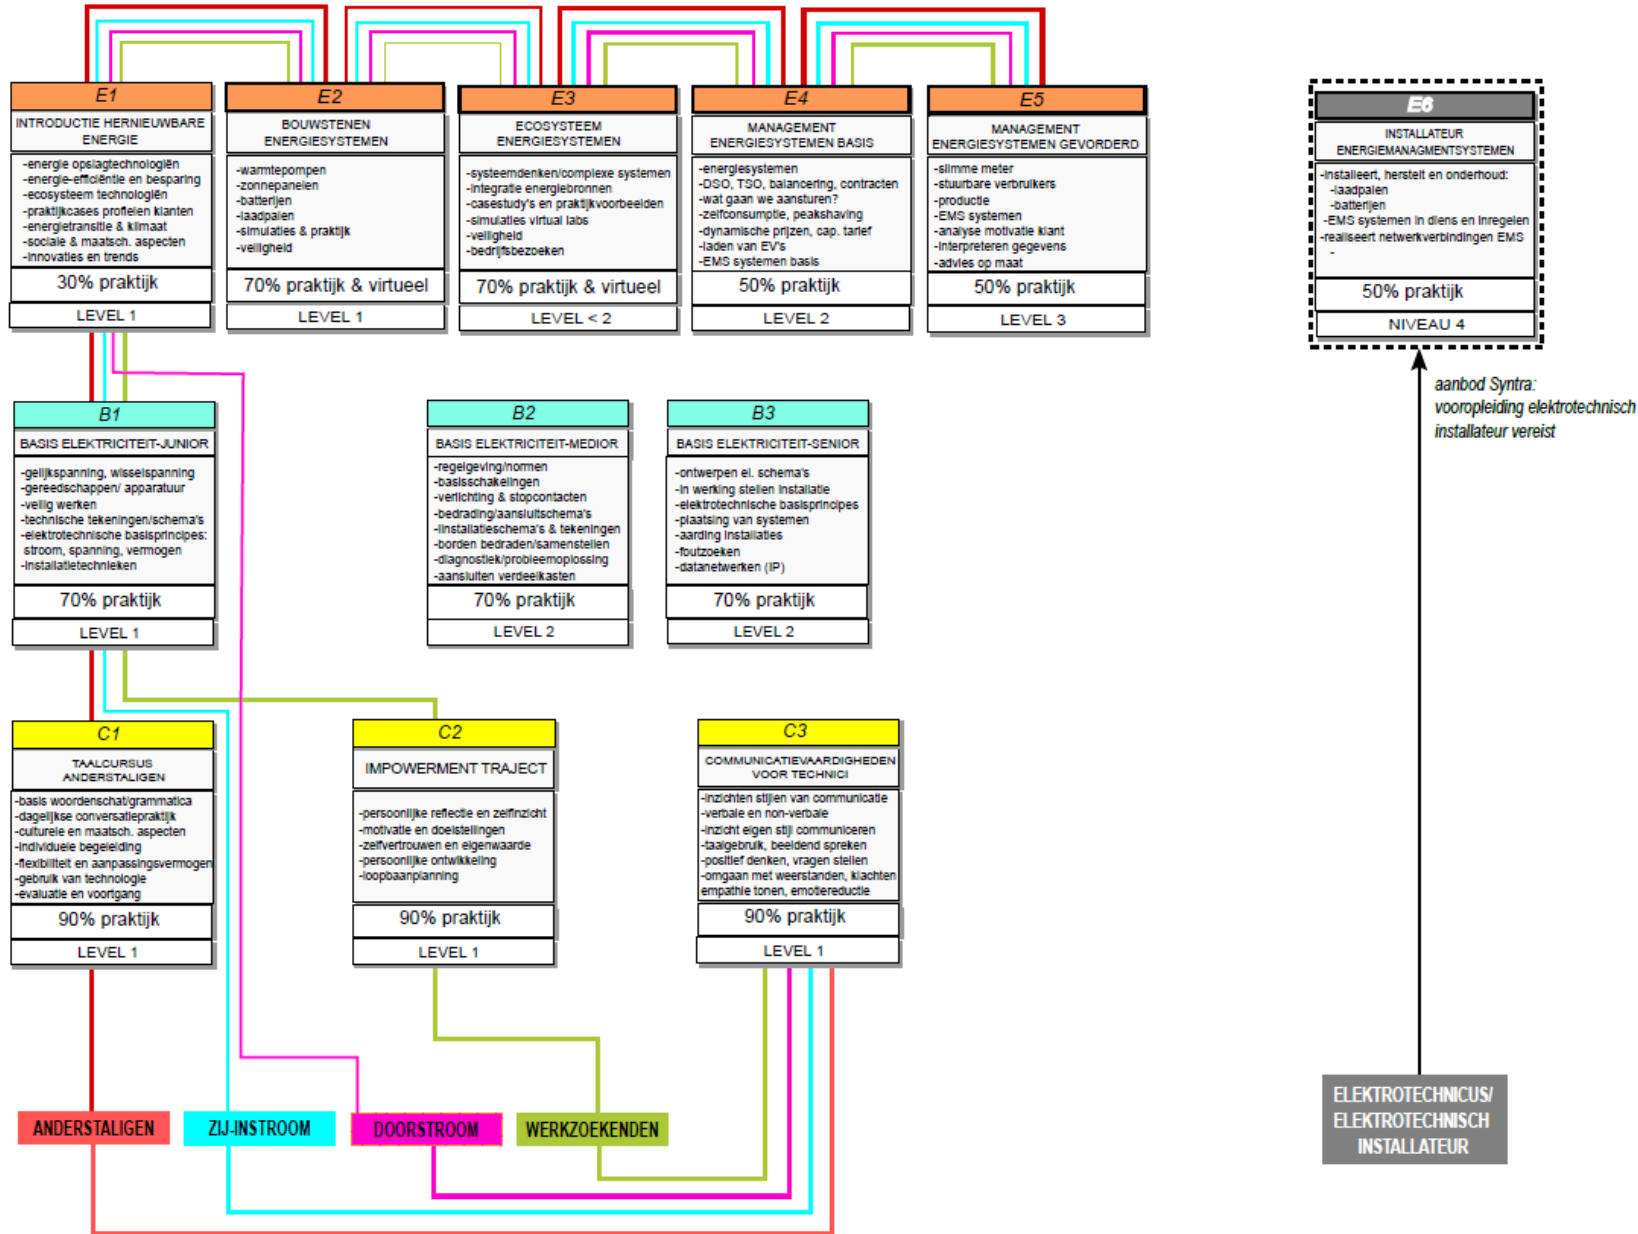 E1
INTRODUCTIE HERNIEUWBARE
ENERGIE
-energie opslagtechnologiën
-energie-efficiëntie en besparing
-ecosysteem technologiën
-praktijkcases profielen klanten
-energietransitie & klimaat
-sociale & maatsch. aspecten
-innovaties en trends
30% praktijk
LEVEL 1
E2
BOUWSTENEN
ENERGIESYSTEMEN
-warmtepompen
-zonnepanelen
-batterijen
-laadpalen
-simulaties & praktijk
-veiligheid
70% praktijk & virtueel
LEVEL 1
E3
ECOSYSTEEM
ENERGIESYSTEMEN
-systeemdenken/complexe systemen
-integratie energiebronnen
-casestudy's en praktijkvoorbeelden
-simulaties virtual labs
-veiligheid
-bedrijfsbezoeken
70% praktijk & virtueel
LEVEL < 2
E4
MANAGEMENT
ENERGIESYSTEMEN BASIS
-energiesystemen
-DSO, TSO, balancering, contracten
-wat gaan we aansturen?
-zelfconsumptie, peakshaving
-dynamische prijzen, cap. tarief
-laden van EV's
-EMS systemen basis
50% praktijk
LEVEL 2
E5
MANAGEMENT
ENERGIESYSTEMEN GEVORDERD
-slimme meter
-stuurbare verbruikers
-productie
-EMS systemen
-analyse motivatie klant
-interpreteren gegevens
-advies op maat
50% praktijk
LEVEL 3
E6
INSTALLATEUR
ENERGIEMANAGMENTSYSTEMEN
-installeert, herstelt en onderhoud:
-laadpalen
-batterijen
-EMS systemen in diens en inregelen
-realiseert netwerkverbindingen EMS
-
50% praktijk
NIVEAU 4
aanbod Syntra:
vooropleiding elektrotechnisch
installateur vereist
B1
BASIS ELEKTRICITEIT-JUNIOR
-gelijkspanning, wisselspanning
-gereedschappen/ apparatuur
-veilig werken
-technische tekeningen/schema's
-elektrotechnische basisprincipes:
stroom, spanning, vermogen
-installatietechnieken
70% praktijk
LEVEL 1
B2
BASIS ELEKTRICITEIT-MEDIOR
-regelgeving/normen
-basisschakelingen
-verlichting & stopcontacten
-bedrading/aansluitschema's
-iinstallatieschema's & tekeningen
-borden bedraden/samenstellen
-diagnostiek/probleemoplossing
-aansluiten verdeelkasten
70% praktijk
LEVEL 2
B3
BASIS ELEKTRICITEIT-SENIOR
-ontwerpen el. schema's
-in werking stellen installatie
-elektrotechnische basisprincipes
-plaatsing van systemen
-aarding installaties
-foutzoeken
-datanetwerken (IP)
70% praktijk
LEVEL 2
C1
TAALCURSUS
ANDERSTALIGEN
-basis woordenschat/grammatica
-dagelijkse conversatiepraktijk
-culturele en maatsch. aspecten
-individuele begeleiding
-flexibiliteit en aanpassingsvermogen
-gebruik van technologie
-evaluatie en voortgang
90% praktijk
LEVEL 1
C2
IMPOWERMENT TRAJECT
-persoonlijke reflectie en zelfinzicht
-motivatie en doelstellingen
-zelfvertrouwen en eigenwaarde
-persoonlijke ontwikkeling
-loopbaanplanning
90% praktijk
LEVEL 1
C3
COMMUNICATIEVAARDIGHEDEN
VOOR TECHNICI
-inzichten stijlen van communicatie
-verbale en non-verbale
-inzicht eigen stijl communiceren
-taalgebruik, beeldend spreken
-positief denken, vragen stellen
-omgaan met weerstanden, klachten
empathie tonen, emotiereductie
90% praktijk
LEVEL 1
ANDERSTALIGEN
ZIJ-INSTROOM
DOORSTROOM
WERKZOEKENDEN
ELEKTROTECHNICUS/
ELEKTROTECHNISCH
INSTALLATEUR